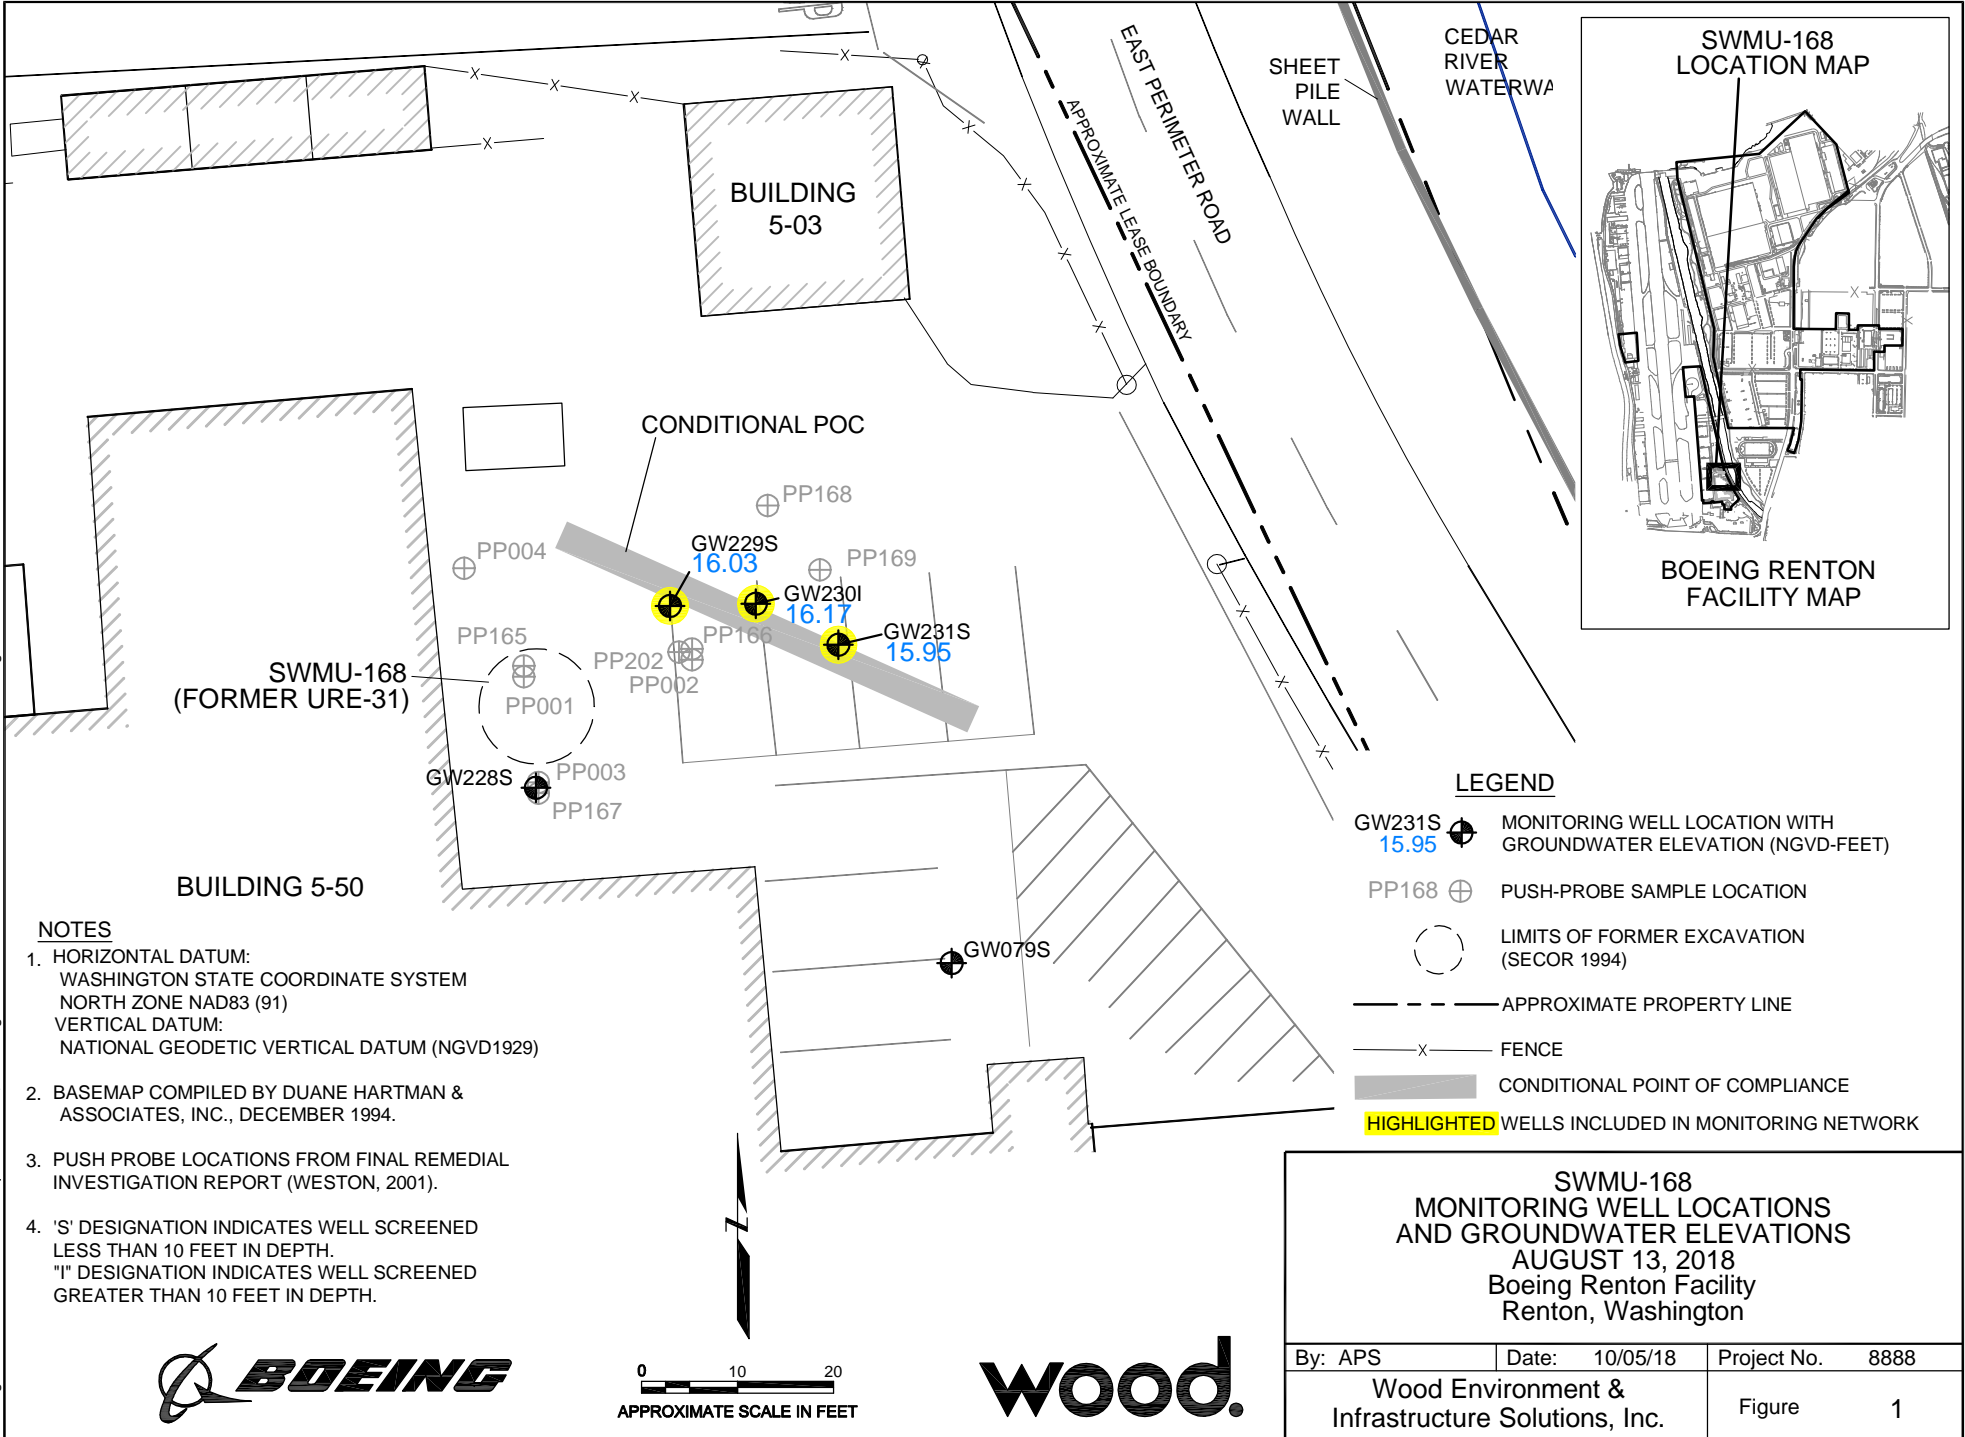 CEDAR
RIVER
WATERWA
SHEET
PILE
WALL
EAST PERIMETER ROAD
APPROXIMATE LEASE BOUNDARY
SWMU-168
LOCATION MAP
BOEING RENTON
FACILITY MAP
BUILDING
5-03
CONDITIONAL POC
PP168
PP004
GW229S
16.03
PP169
GW230I
16.17
GW231S
15.95
PP165
PP166
PP202
PP002
SWMU-168
(FORMER URE-31)
PP001
GW228S
PP003
PP167
BUILDING 5-50
GW079S
NOTES
1. HORIZONTAL DATUM:
WASHINGTON STATE COORDINATE SYSTEM
NORTH ZONE NAD83 (91)
VERTICAL DATUM:
NATIONAL GEODETIC VERTICAL DATUM (NGVD1929)
2. BASEMAP COMPILED BY DUANE HARTMAN &
ASSOCIATES, INC., DECEMBER 1994.
3. PUSH PROBE LOCATIONS FROM FINAL REMEDIAL
INVESTIGATION REPORT (WESTON, 2001).
4. 'S' DESIGNATION INDICATES WELL SCREENED
LESS THAN 10 FEET IN DEPTH.
"I" DESIGNATION INDICATES WELL SCREENED
GREATER THAN 10 FEET IN DEPTH.
LEGEND
GW231S
15.95
MONITORING WELL LOCATION WITH
GROUNDWATER ELEVATION (NGVD-FEET)
PP168 PUSH-PROBE SAMPLE LOCATION
LIMITS OF FORMER EXCAVATION
(SECOR 1994)
APPROXIMATE PROPERTY LINE
X FENCE
CONDITIONAL POINT OF COMPLIANCE
HIGHLIGHTED WELLS INCLUDED IN MONITORING NETWORK
N
BOEING
0 10 20
APPROXIMATE SCALE IN FEET
wood.
SWMU-168
MONITORING WELL LOCATIONS
AND GROUNDWATER ELEVATIONS
AUGUST 13, 2018
Boeing Renton Facility
Renton, Washington
By: APS Date: 10/05/18 Project No. 8888
Wood Environment &
Infrastructure Solutions, Inc.
Figure 1